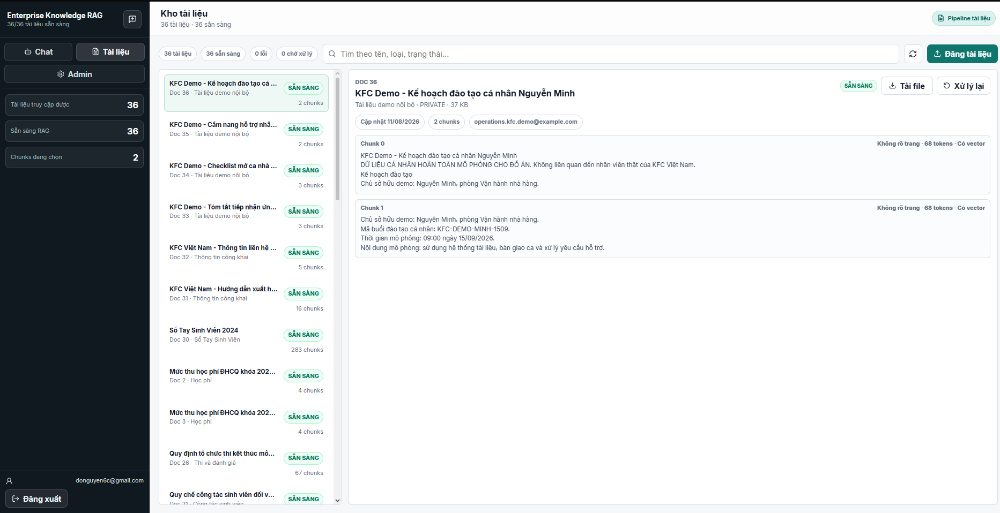 Enterprise Knowledge RAG
36/36 tài liệu sẵn sàng
Chat
Tài liệu
Admin
Tài liệu truy cập được
36
Sẵn sàng RAG
36
Chunks đang chọn
2
donguyen6c@gmail.com
Đăng xuất
Kho tài liệu
36 tài liệu · 36 sẵn sàng
Pipeline tài liệu
36 tài liệu
36 sẵn sàng
0 lỗi
0 chờ xử lý
Tìm theo tên, loại, trạng thái...
Đăng tài liệu
KFC Demo - Kế hoạch đào tạo cá ...
SẴN SÀNG
Doc 36 · Tài liệu demo nội bộ
2 chunks
KFC Demo - Cẩm nang hỗ trợ nhâ...
SẴN SÀNG
Doc 35 · Tài liệu demo nội bộ
2 chunks
KFC Demo - Checklist mở ca nhà ...
SẴN SÀNG
Doc 34 · Tài liệu demo nội bộ
3 chunks
KFC Demo - Tóm tắt tiếp nhận ứn...
SẴN SÀNG
Doc 33 · Tài liệu demo nội bộ
3 chunks
KFC Việt Nam - Thông tin liên hệ ...
SẴN SÀNG
Doc 32 · Thông tin công khai
5 chunks
KFC Việt Nam - Hướng dẫn xuất h...
SẴN SÀNG
Doc 31 · Thông tin công khai
16 chunks
Sổ Tay Sinh Viên 2024
SẴN SÀNG
Doc 30 · Sổ Tay Sinh Viên
283 chunks
Mức thu học phí ĐHCQ khóa 202...
SẴN SÀNG
Doc 2 · Học phí
4 chunks
Mức thu học phí ĐHCQ khóa 202...
SẴN SÀNG
Doc 3 · Học phí
4 chunks
Quy định tổ chức thi kết thúc mô...
SẴN SÀNG
Doc 26 · Thi và đánh giá
67 chunks
Quy chế công tác sinh viên đối v...
SẴN SÀNG
Doc 21 · Công tác sinh viên
DOC 36
KFC Demo - Kế hoạch đào tạo cá nhân Nguyễn Minh
Tài liệu demo nội bộ · PRIVATE · 37 KB
SẴN SÀNG
Tải file
Xử lý lại
Cập nhật 11/08/2026
2 chunks
operations.kfc.demo@example.com
Chunk 0
Không rõ trang · 68 tokens · Có vector
KFC Demo - Kế hoạch đào tạo cá nhân Nguyễn Minh
DỮ LIỆU CÁ NHÂN HOÀN TOÀN MÔ PHỎNG CHO ĐỒ ÁN. Không liên quan đến nhân viên thật của KFC Việt Nam.
Kế hoạch đào tạo
Chủ sở hữu demo: Nguyễn Minh, phòng Vận hành nhà hàng.
Chunk 1
Không rõ trang · 68 tokens · Có vector
Chủ sở hữu demo: Nguyễn Minh, phòng Vận hành nhà hàng.
Mã buổi đào tạo cá nhân: KFC-DEMO-MINH-1509.
Thời gian mô phỏng: 09:00 ngày 15/09/2026.
Nội dung mô phỏng: sử dụng hệ thống tài liệu, bàn giao ca và xử lý yêu cầu hỗ trợ.